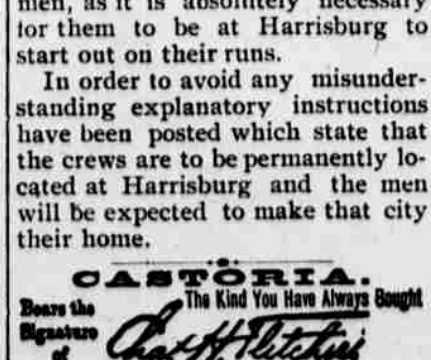 men, as it is absolutely necessary
for them to be at Harrisburg to
start out on their runs.
In order to avoid any misunder-
standing explanatory instructions
have been posted which state that
the crews are to be permanently lo-
cated at Harrisburg and the men
will be expected to make that city
their home.
CASTORIA.
Bears the
Signature
of
The Kind You Have Always Bought
Chas. H. Fletcher